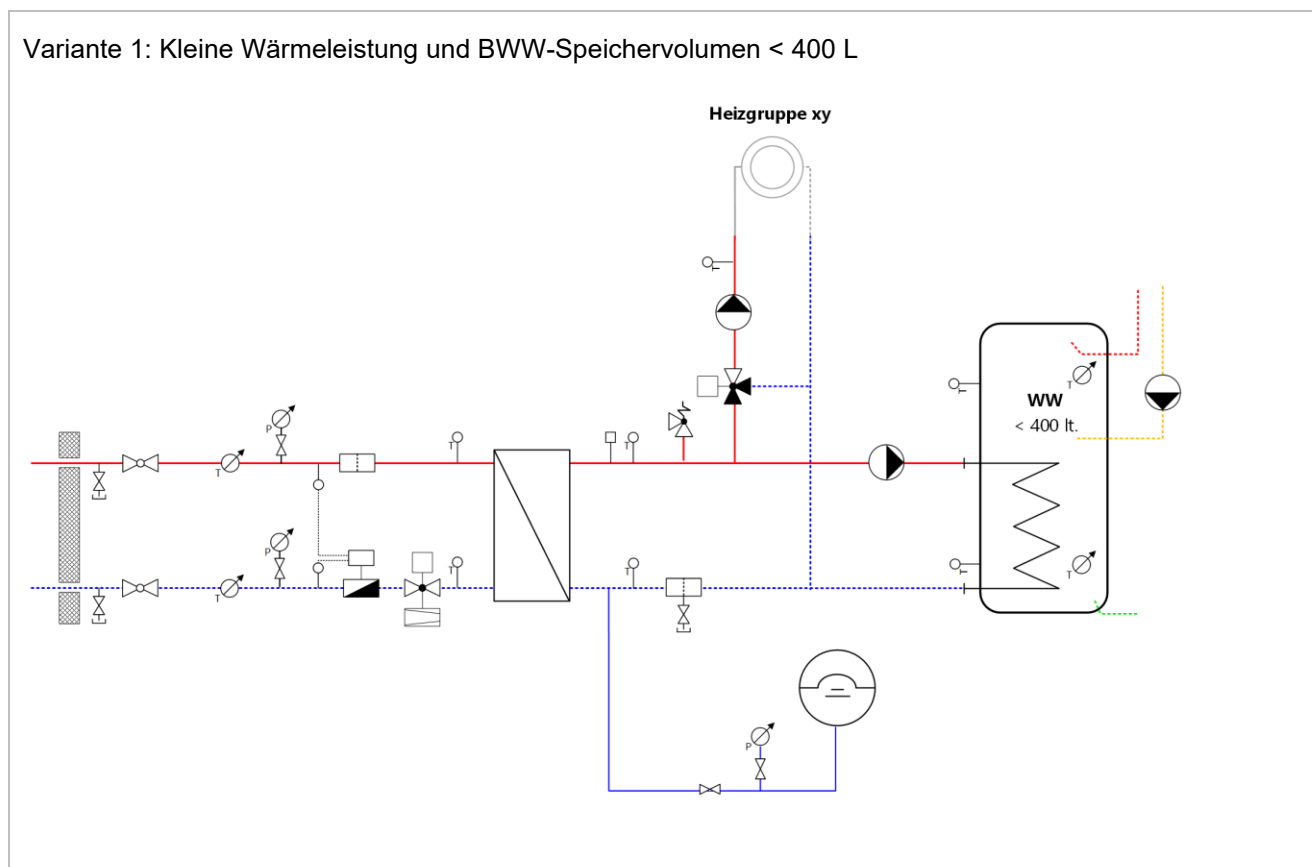 Variante 1: Kleine Wärmeleistung und BWW-Speichervolumen < 400 L
Heizgruppe xy
T
T
T
P
T
T
T
WW
< 400 lt.
P
T
T
T
T
T
T
P